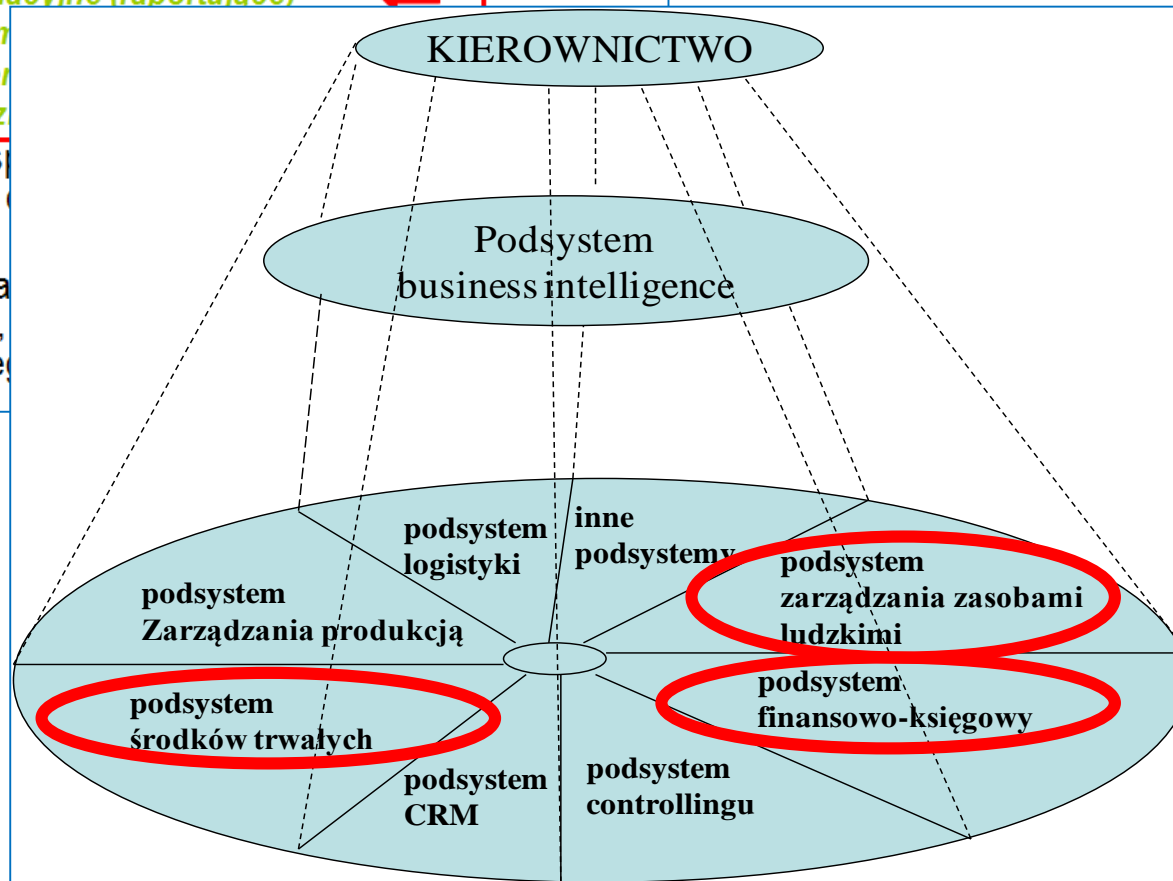 KIEROWNICTWO
Podsystem
business intelligence
podsystem
logistyki
inne
podsystemy
podsystem
zarządzania zasobami
ludzkimi
podsystem
Zarządzania produkcją
podsystem
środków trwałych
podsystem
finansowo-księgowy
podsystem
CRM
podsystem
controllingu